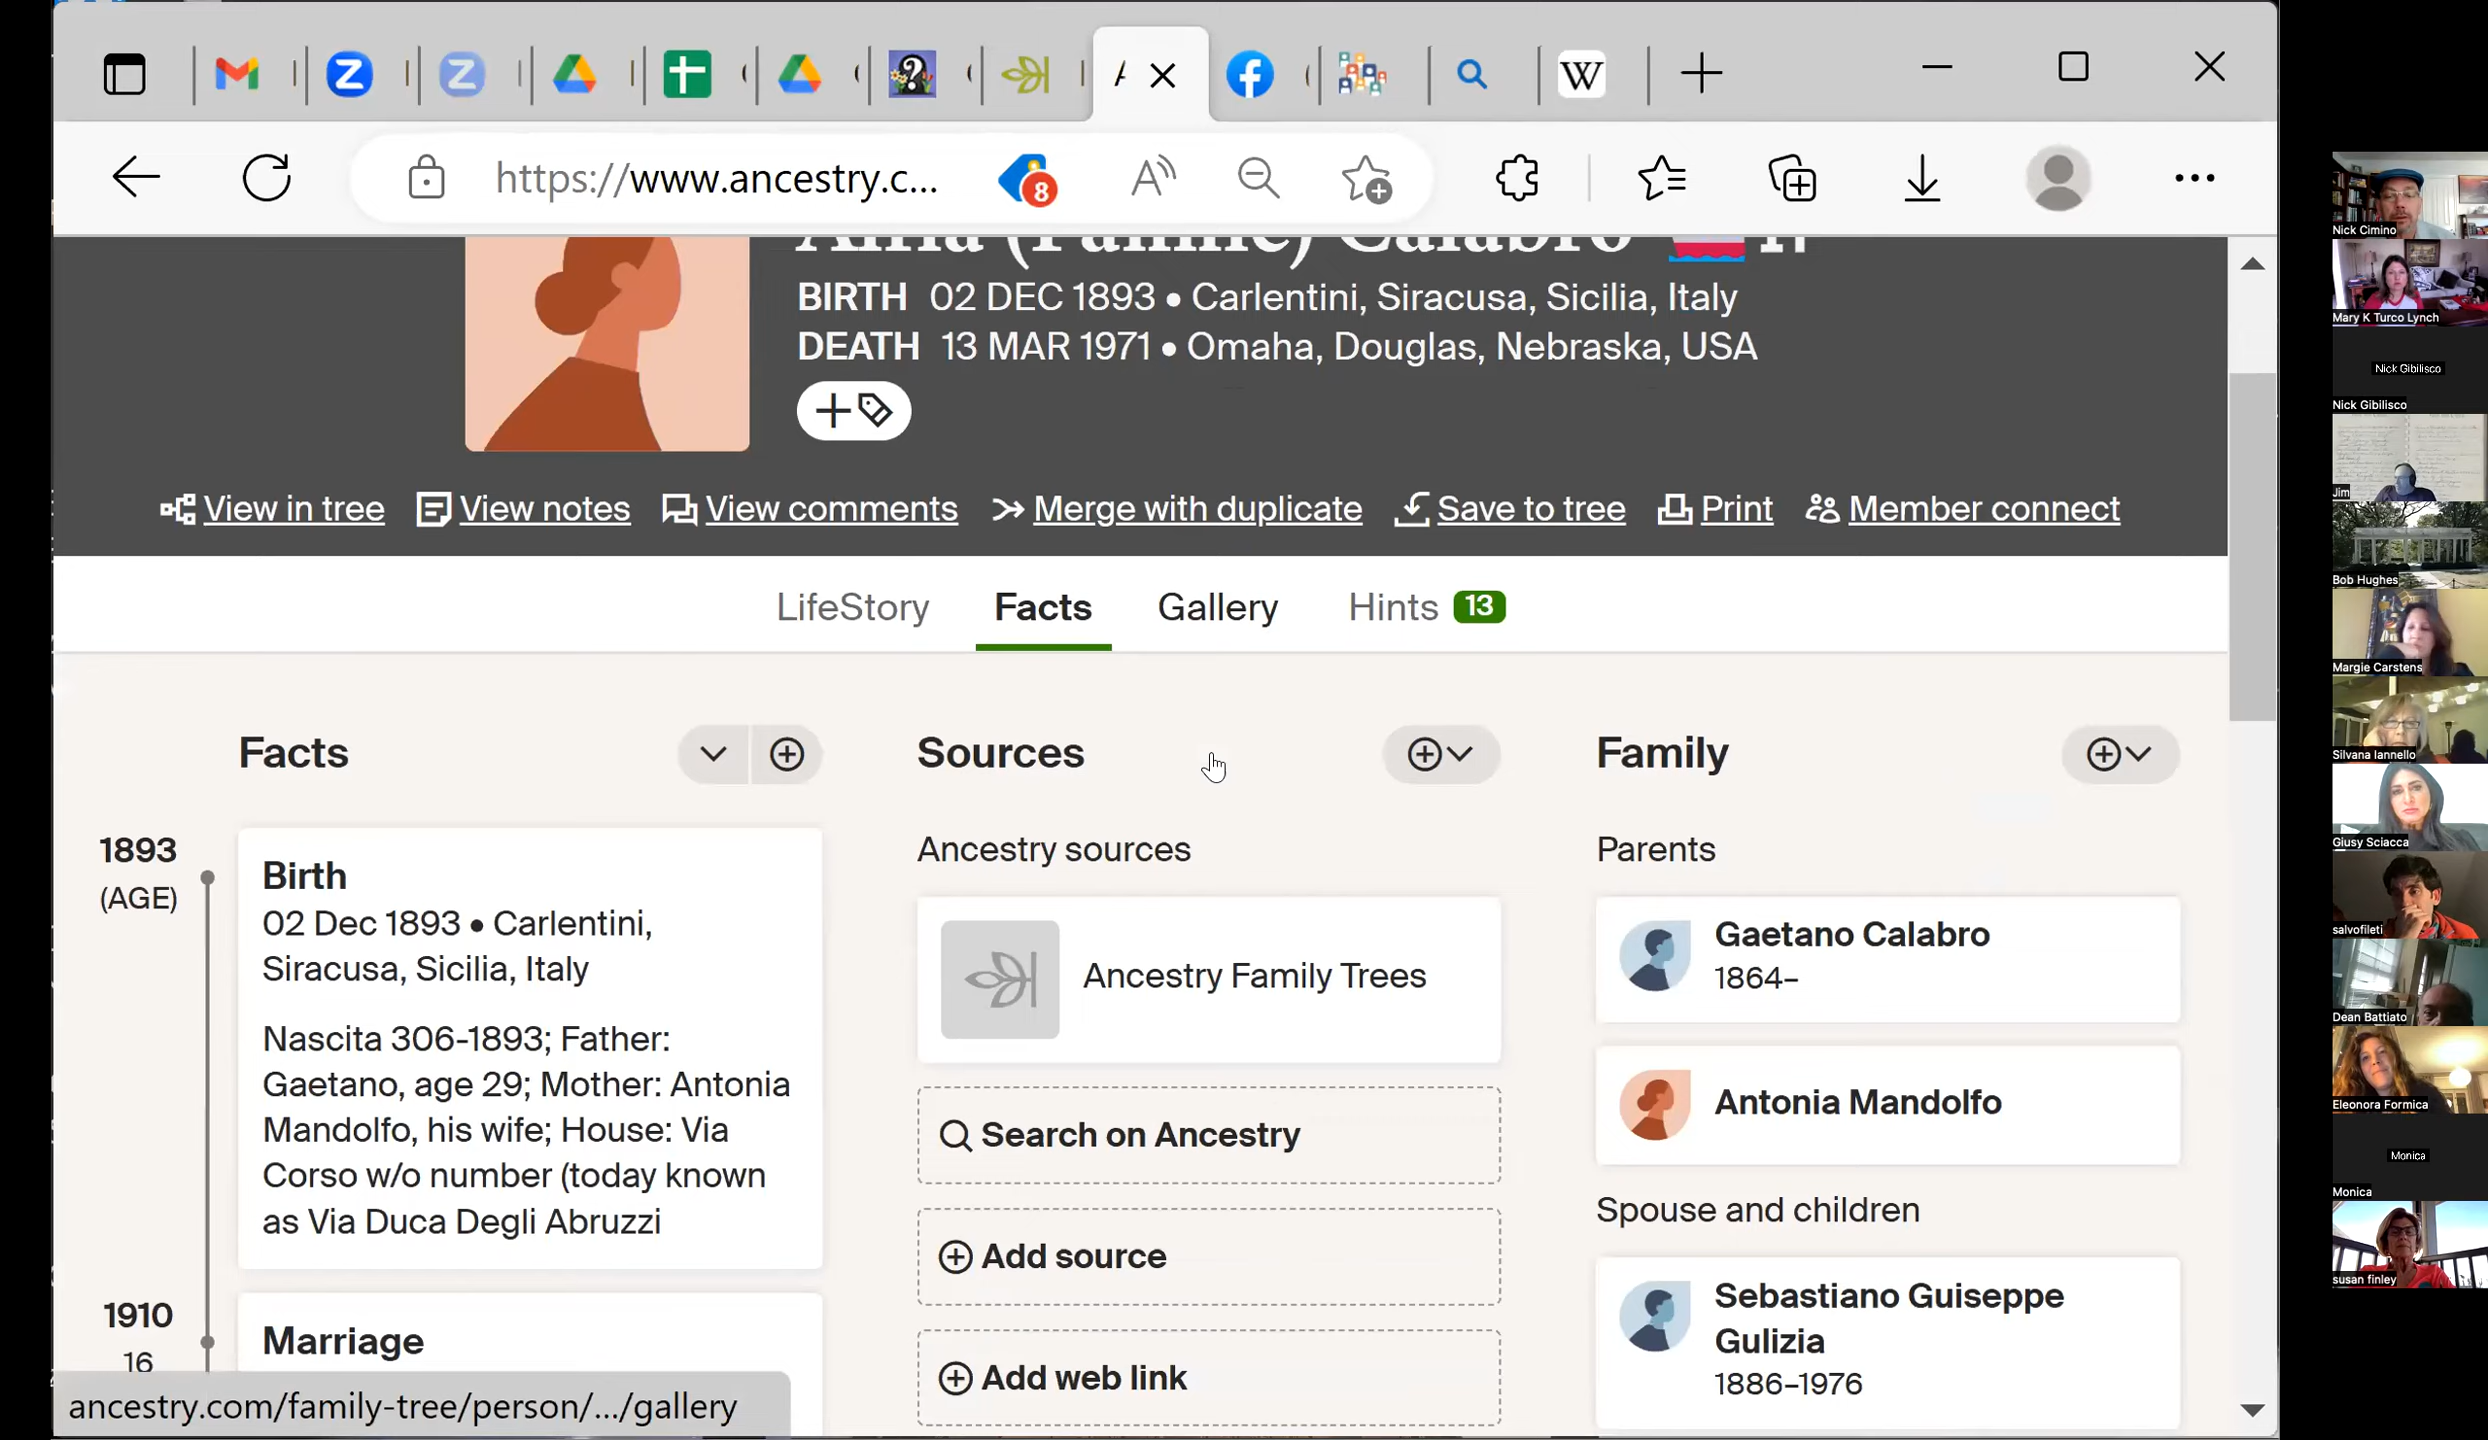 https://www.ancestry.c...
8
Calabro
BIRTH 02 DEC 1893 • Carlentini, Siracusa, Sicilia, Italy
DEATH 13 MAR 1971 • Omaha, Douglas, Nebraska, USA
View in tree View notes View comments Merge with duplicate Save to tree Print Member connect
LifeStory Facts Gallery Hints 13
Facts
1893
(AGE)
Birth
02 Dec 1893 • Carlentini,
Siracusa, Sicilia, Italy
Nascita 306-1893; Father:
Gaetano, age 29; Mother: Antonia
Mandolfo, his wife; House: Via
Corso w/o number (today known
as Via Duca Degli Abruzzi
1910
16
Marriage
ancestry.com/family-tree/person/.../gallery
Sources
Ancestry sources
Ancestry Family Trees
Search on Ancestry
Add source
Add web link
Family
Parents
Gaetano Calabro
1864–
Antonia Mandolfo
Spouse and children
Sebastiano Guiseppe
Gulizia
1886–1976
Nick Cimino
Mary K Turco Lynch
Nick Gibilisco
Nick Gibilisco
Jim
Bob Hughes
Margie Carstens
Silvana Iannello
Giusy Sciacca
salvofileti
Dean Battiato
Eleonora Formica
Monica
Monica
susan finley